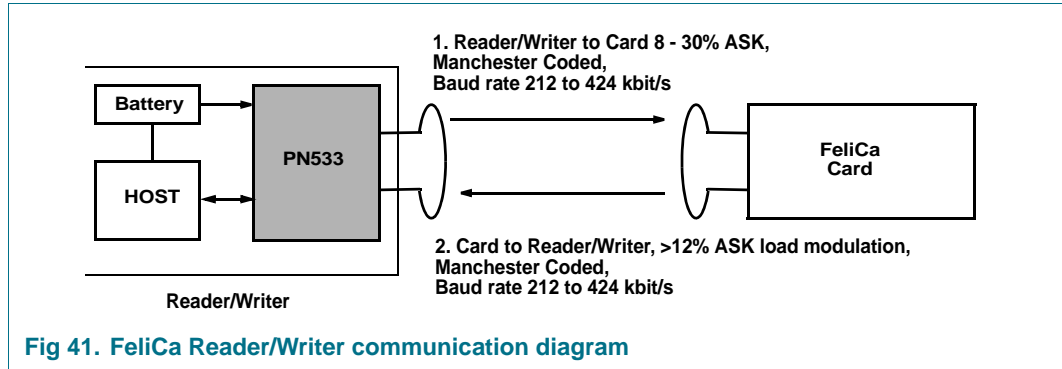 1. Reader/Writer to Card 8 - 30% ASK,
Manchester Coded,
Baud rate 212 to 424 kbit/s
Battery
PN533
HOST
FeliCa
Card
2. Card to Reader/Writer, >12% ASK load modulation,
Manchester Coded,
Baud rate 212 to 424 kbit/s
Reader/Writer
Fig 41. FeliCa Reader/Writer communication diagram